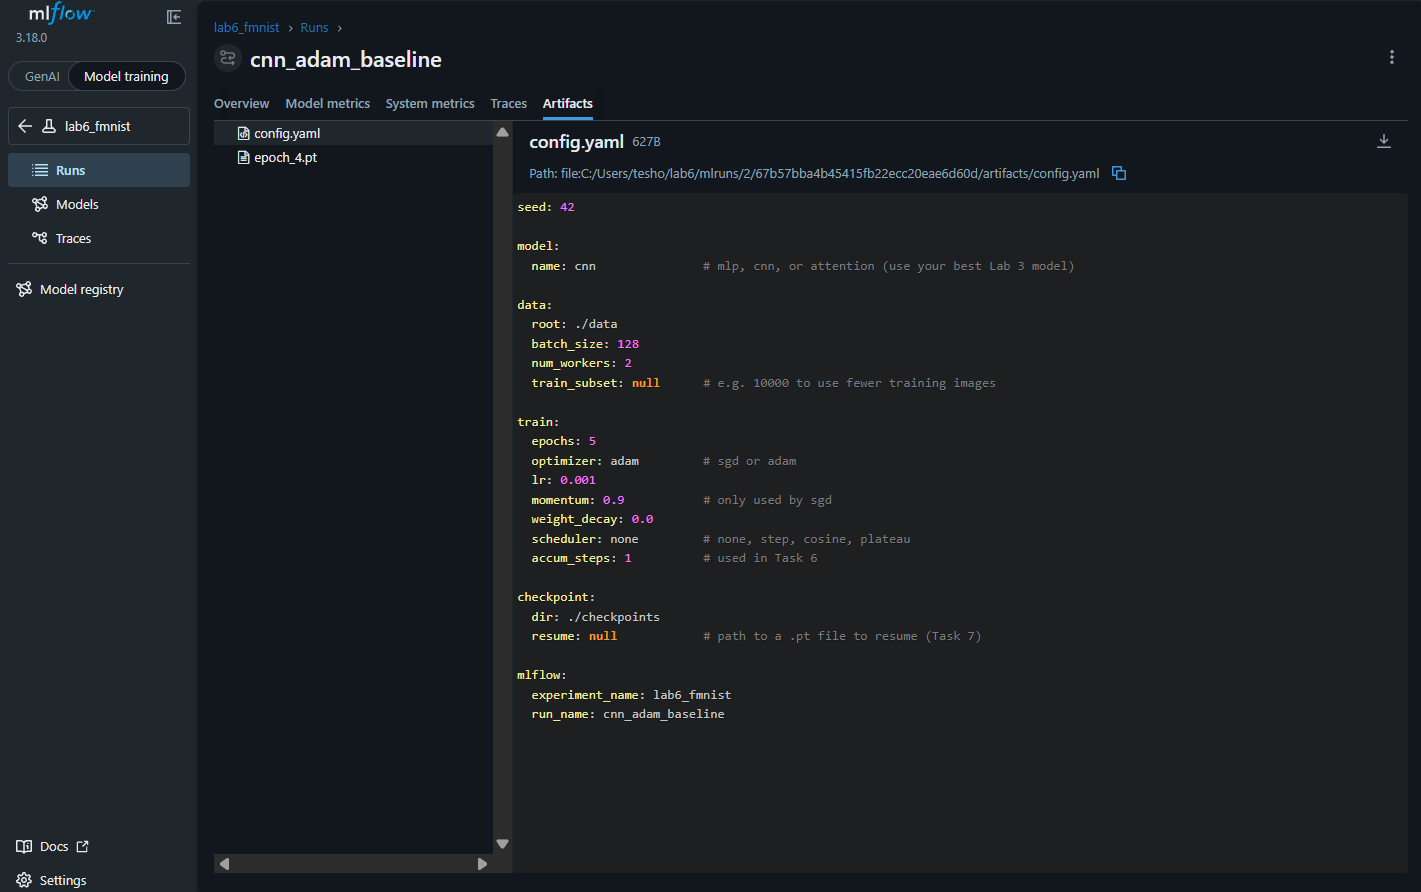 mlflow
3.18.0
GenAI
Model training
lab6_fmnist
Runs
Models
Traces
Model registry
Docs
Settings
lab6_fmnist › Runs ›
cnn_adam_baseline
Overview Model metrics System metrics Traces Artifacts
config.yaml
epoch_4.pt
config.yaml 627B
Path: file:C:/Users/tesho/lab6/mlruns/2/67b57bba4b45415fb22ecc20eae6d60d/artifacts/config.yaml
seed: 42
model:
  name: cnn               # mlp, cnn, or attention (use your best Lab 3 model)
data:
  root: ./data
  batch_size: 128
  num_workers: 2
  train_subset: null      # e.g. 10000 to use fewer training images
train:
  epochs: 5
  optimizer: adam         # sgd or adam
  lr: 0.001
  momentum: 0.9           # only used by sgd
  weight_decay: 0.0
  scheduler: none         # none, step, cosine, plateau
  accum_steps: 1          # used in Task 6
checkpoint:
  dir: ./checkpoints
  resume: null            # path to a .pt file to resume (Task 7)
mlflow:
  experiment_name: lab6_fmnist
  run_name: cnn_adam_baseline